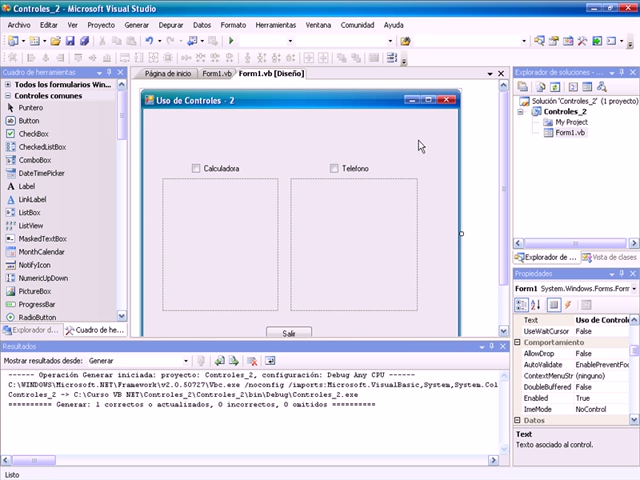 Controles_2 - Microsoft Visual Studio
Archivo Editar Ver Proyecto Generar Depurar Datos Formato Herramientas Ventana Comunidad Ayuda
Cuadro de herramientas
Todos los formularios Win...
Controles comunes
Puntero
Button
CheckBox
CheckedListBox
ComboBox
DateTimePicker
Label
LinkLabel
ListBox
ListView
MaskedTextBox
MonthCalendar
NotifyIcon
NumericUpDown
PictureBox
ProgressBar
RadioButton
Explorador d...
Cuadro de he...
Página de inicio Form1.vb Form1.vb [Diseño]
Uso de Controles - 2
Calculadora
Telefono
Salir
Explorador de soluciones - ...
Solución "Controles_2" (1 proyecto)
Controles_2
My Project
Form1.vb
Explorador de ...
Vista de clases
Propiedades
Form1 System.Windows.Forms.Form
Text Uso de Controles
UseWaitCursor False
Comportamiento
AllowDrop False
AutoValidate EnablePreventFoc
ContextMenuStr (ninguno)
DoubleBuffered False
Enabled True
ImeMode NoControl
Datos
Text
Texto asociado al control.
Resultados
Mostrar resultados desde: Generar
------ Operación Generar iniciada: proyecto: Controles_2, configuración: Debug Any CPU ------
C:\WINDOWS\Microsoft.NET\Framework\v2.0.50727\Vbc.exe /noconfig /imports:Microsoft.VisualBasic,System,System.Col
Controles_2 -> C:\Curso VB NET\Controles_2\Controles_2\bin\Debug\Controles_2.exe
========== Generar: 1 correctos o actualizados, 0 incorrectos, 0 omitidos ==========
Listo